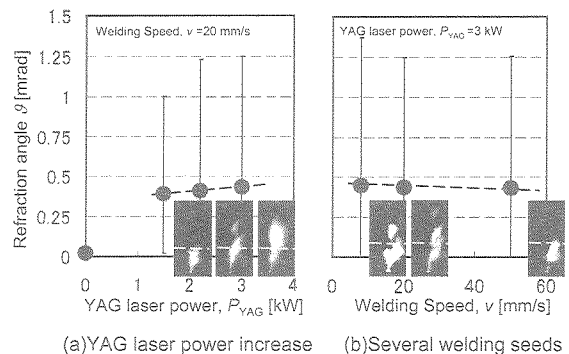 Refraction angle ϑ [mrad]
1.5
1.25
1
0.75
0.5
0.25
0
Welding Speed, v =20 mm/s
0 1 2 3 4
YAG laser power, PYAG [kW]
(a)YAG laser power increase
YAG laser power, PYAG =3 kW
0 20 40 60
Welding Speed, v [mm/s]
(b)Several welding seeds